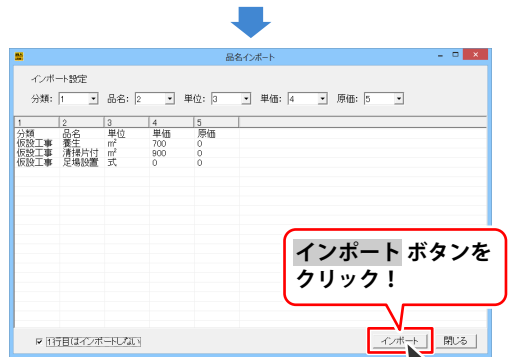 品名インポート
インポート設定
分類: 1 品名: 2 単位: 3 単価: 4 原価: 5
1 2 3 4 5
分類 品名 単位 単価 原価
仮設工事 養生 ㎡ 700 0
仮設工事 清掃片付 ㎡ 900 0
仮設工事 足場設置 式 0 0
インポート ボタンを
クリック！
1行目はインポートしない
インポート 閉じる